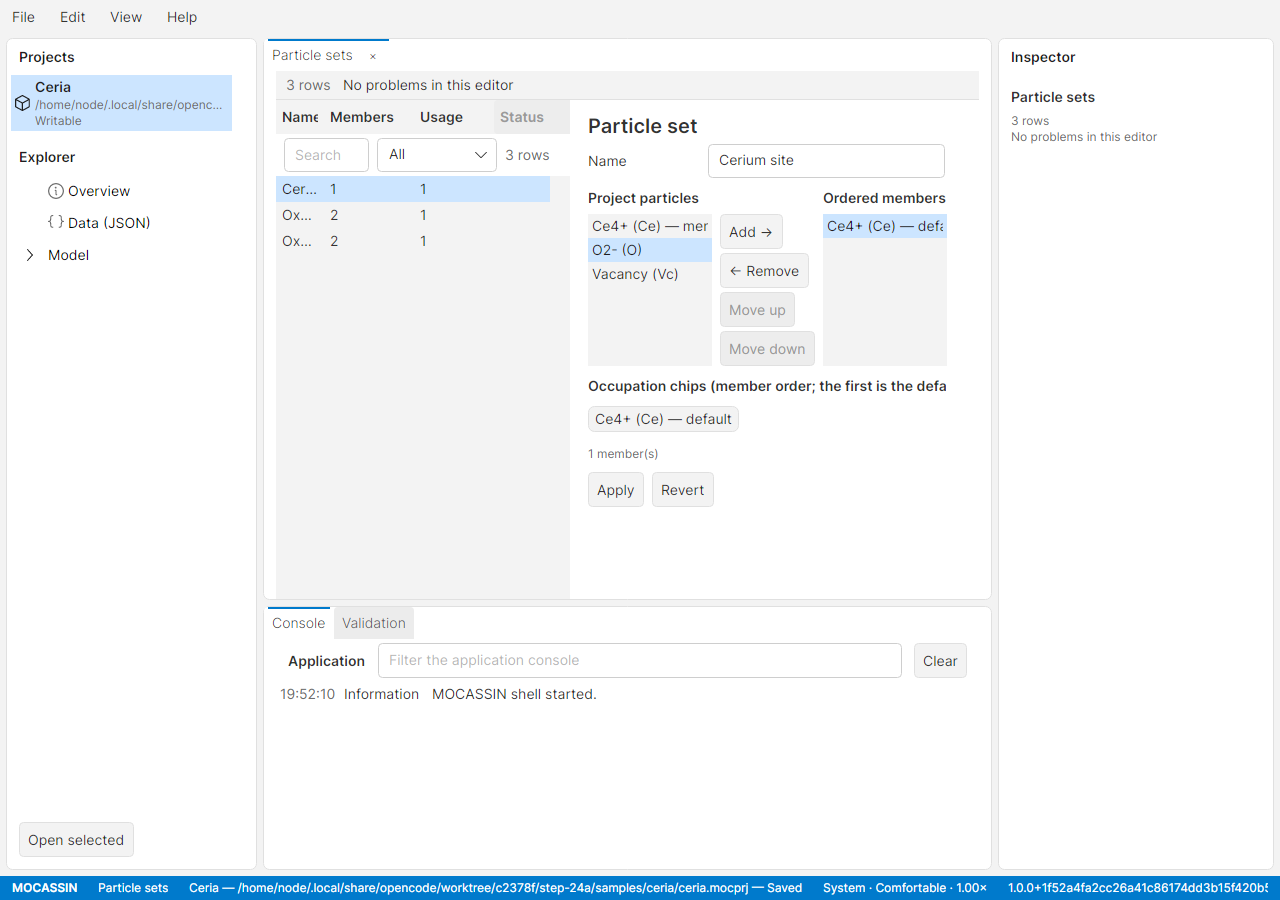 File Edit View Help
Projects
Ceria
/home/node/.local/share/openc...
Writable
Explorer
Overview
Data (JSON)
Model
Open selected
Particle sets ×
3 rows No problems in this editor
Name Members Usage Status
Search All 3 rows
Cer... 1 1
Ox... 2 1
Ox... 2 1
Particle set
Name Cerium site
Project particles Ordered members
Ce4+ (Ce) — mer
O2- (O)
Vacancy (Vc)
Add →
← Remove
Move up
Move down
Ce4+ (Ce) — defa
Occupation chips (member order; the first is the defa
Ce4+ (Ce) — default
1 member(s)
Apply Revert
Console Validation
Application Filter the application console Clear
19:52:10 Information MOCASSIN shell started.
Inspector
Particle sets
3 rows
No problems in this editor
MOCASSIN Particle sets Ceria — /home/node/.local/share/opencode/worktree/c2378f/step-24a/samples/ceria/ceria.mocprj — Saved System · Comfortable · 1.00× 1.0.0+1f52a4fa2cc26a41c86174dd3b15f420b5